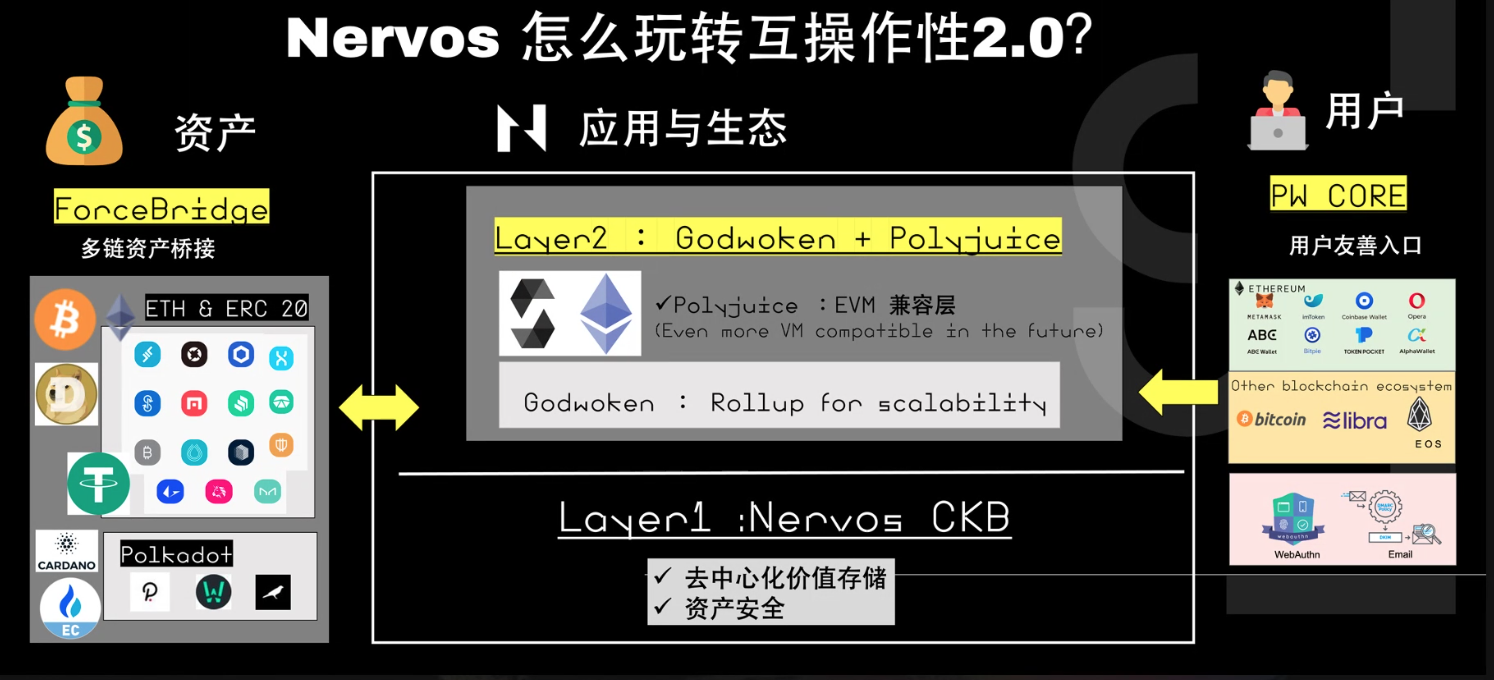 Nervos 怎么玩转互操作性2.0?
资产
应用与生态
用户
ForceBridge
多链资产桥接
ETH & ERC 20
CARDANO
Polkadot
EC
Layer2 : Godwoken + Polyjuice
✓Polyjuice :EVM 兼容层
(Even more VM compatible in the future)
Godwoken : Rollup for scalability
Layer1 :Nervos CKB
✓ 去中心化价值存储
✓ 资产安全
PW CORE
用户友善入口
ETHEREUM
METAMASK imToken Coinbase Wallet Opera
ABC
ABC Wallet Bitpie TOKEN POCKET AlphaWallet
Other blockchain ecosystem
bitcoin libra
EOS
webauthn
WebAuthn Email